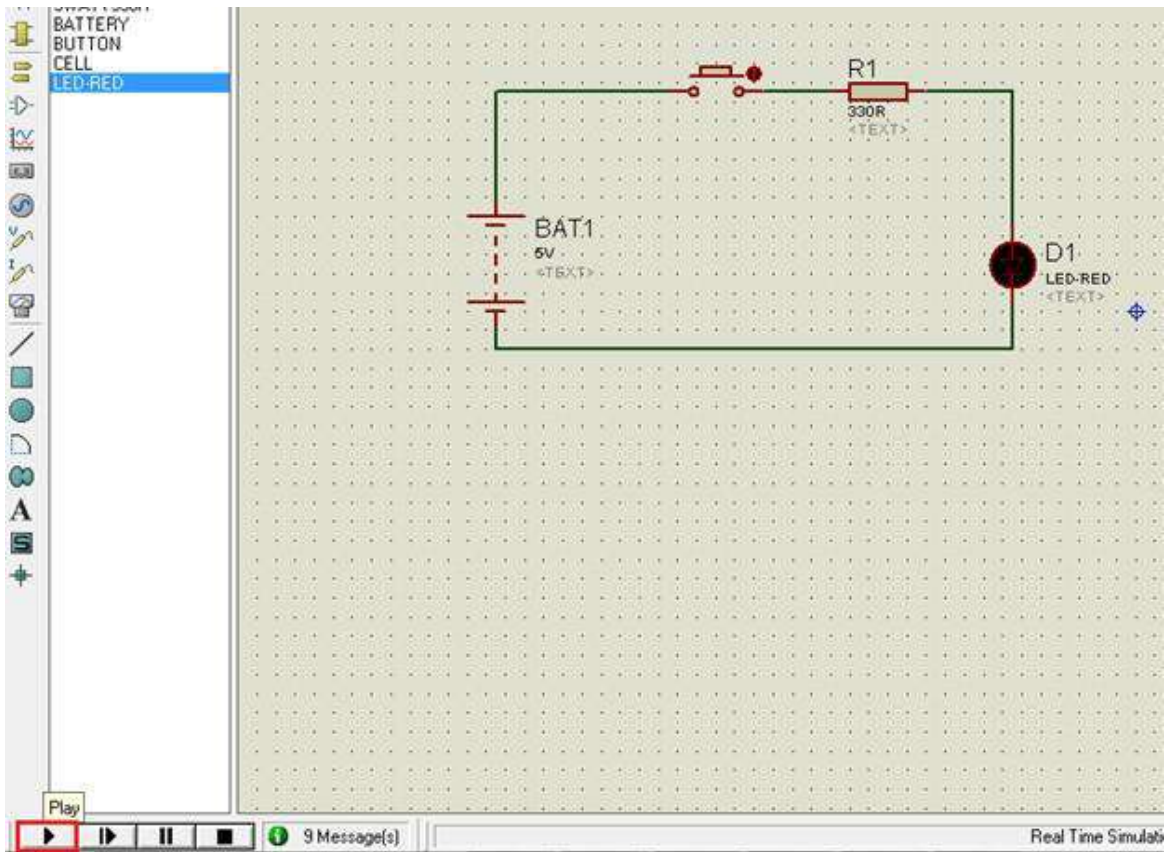 BATTERY
BUTTON
CELL
LED-RED
R1
330R
<TEXT>
BAT1
5V
<TEXT>
D1
LED-RED
<TEXT>
A
S
Play
9 Message(s)
Real Time Simulati